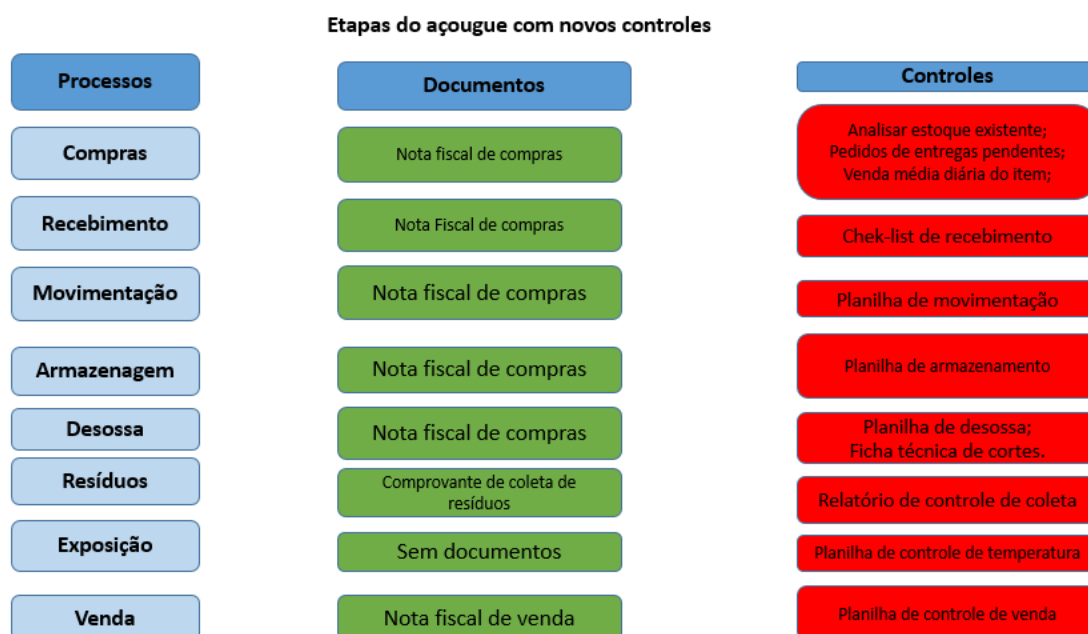 Etapas do açougue com novos controles
Processos
Documentos
Controles
Compras
Nota fiscal de compras
Analisar estoque existente;
Pedidos de entregas pendentes;
Venda média diária do item;
Recebimento
Nota Fiscal de compras
Chek-list de recebimento
Movimentação
Nota fiscal de compras
Planilha de movimentação
Armazenagem
Nota fiscal de compras
Planilha de armazenamento
Desossa
Nota fiscal de compras
Planilha de desossa;
Ficha técnica de cortes.
Resíduos
Comprovante de coleta de
resíduos
Relatório de controle de coleta
Exposição
Sem documentos
Planilha de controle de temperatura
Venda
Nota fiscal de venda
Planilha de controle de venda